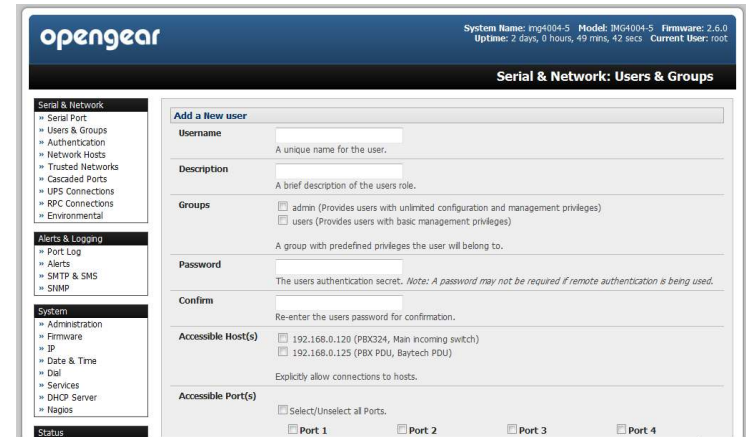 opengear
System Name: img4004-5 Model: IMG4004-5 Firmware: 2.6.0
Uptime: 2 days, 0 hours, 49 mins, 42 secs Current User: root
Serial & Network: Users & Groups
Serial & Network
» Serial Port
» Users & Groups
» Authentication
» Network Hosts
» Trusted Networks
» Cascaded Ports
» UPS Connections
» RPC Connections
» Environmental
Alerts & Logging
» Port Log
» Alerts
» SMTP & SMS
» SNMP
System
» Administration
» Firmware
» IP
» Date & Time
» Dial
» Services
» DHCP Server
» Nagios
Status
Add a New user
Username
A unique name for the user.
Description
A brief description of the users role.
Groups
admin (Provides users with unlimited configuration and management privileges)
users (Provides users with basic management privileges)
A group with predefined privileges the user will belong to.
Password
The users authentication secret. Note: A password may not be required if remote authentication is being used.
Confirm
Re-enter the users password for confirmation.
Accessible Host(s)
192.168.0.120 (PBX324, Main incoming switch)
192.168.0.125 (PBX PDU, Baytech PDU)
Explicitly allow connections to hosts.
Accessible Port(s)
Select/Unselect all Ports.
Port 1 Port 2 Port 3 Port 4